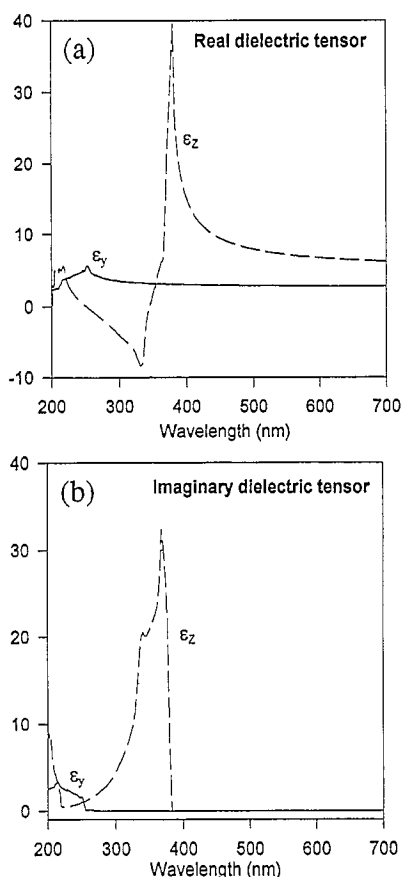 40
(a)
Real dielectric tensor
30
20
εz
10
εy
0
-10
200
300
400
500
600
700
Wavelength (nm)
40
(b)
Imaginary dielectric tensor
30
20
εz
10
εy
0
200
300
400
500
600
700
Wavelength (nm)